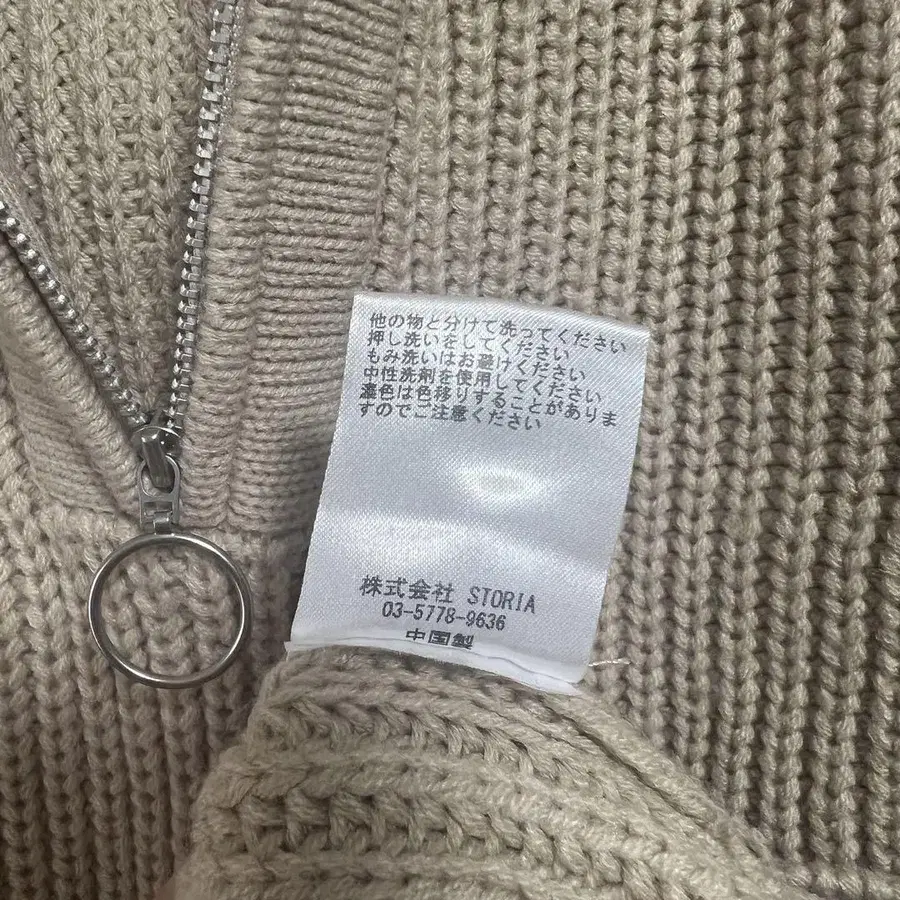 他の物と分けて洗ってください
押し洗いをしてください
もみ洗いはお避けください
中性洗剤を使用してください
濃色は色移りすることがありま
すのでご注意ください
株式会社 STORIA
03-5778-9636
中国製